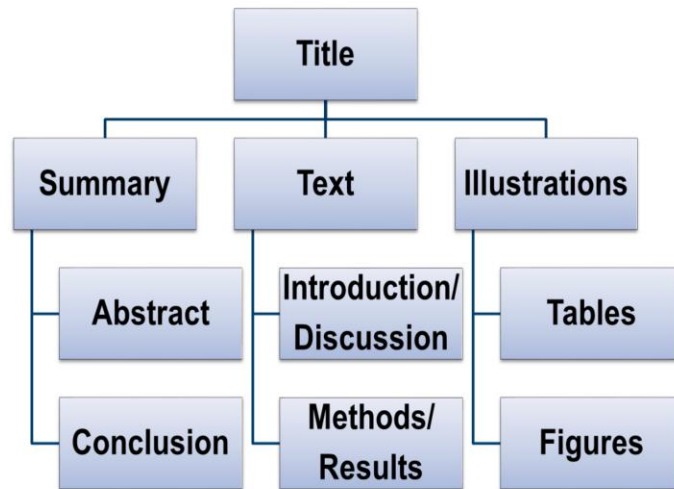 Title
Summary
Text
Illustrations
Abstract
Introduction/
Discussion
Tables
Conclusion
Methods/
Results
Figures